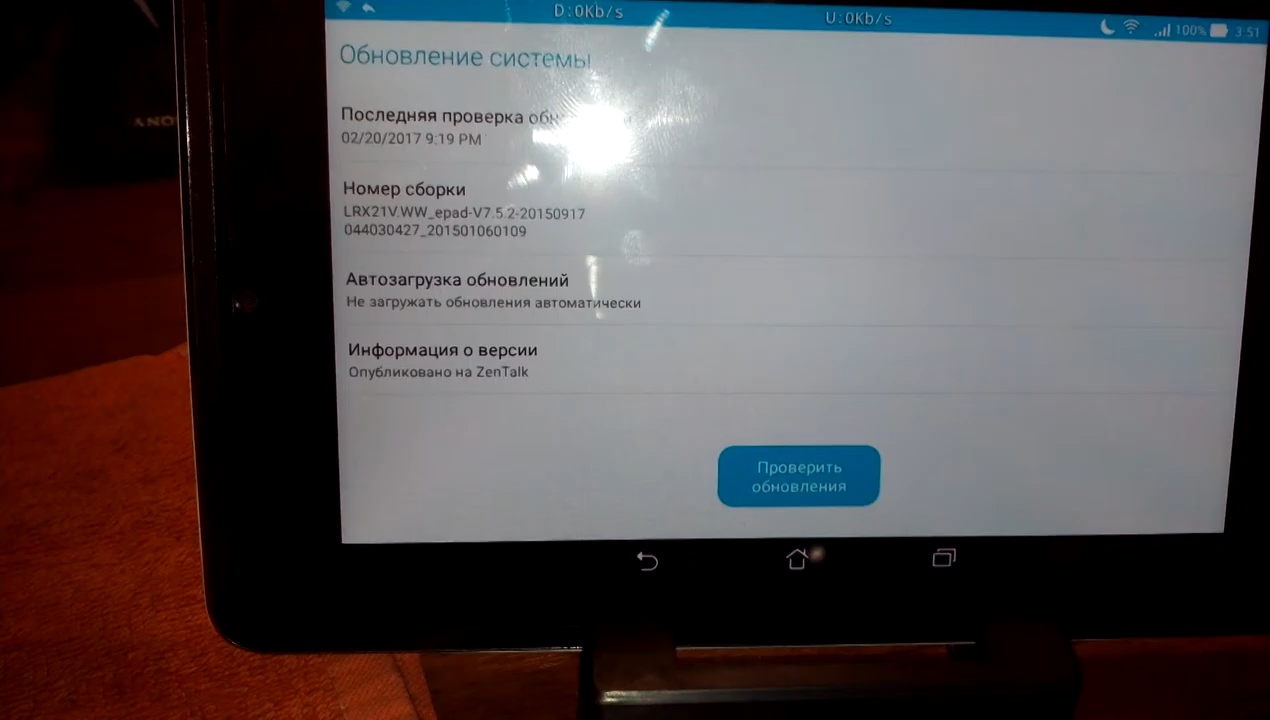 D:0Kb/s U:0Kb/s 100% 3:51
Обновление системы
Последняя проверка
02/20/2017 9:19 PM
Номер сборки
LRX21V.WW_epad-V7.5.2-20150917
044030427_201501060109
Автозагрузка обновлений
Не загружать обновления автоматически
Информация о версии
Опубликовано на ZenTalk
Проверить
обновления